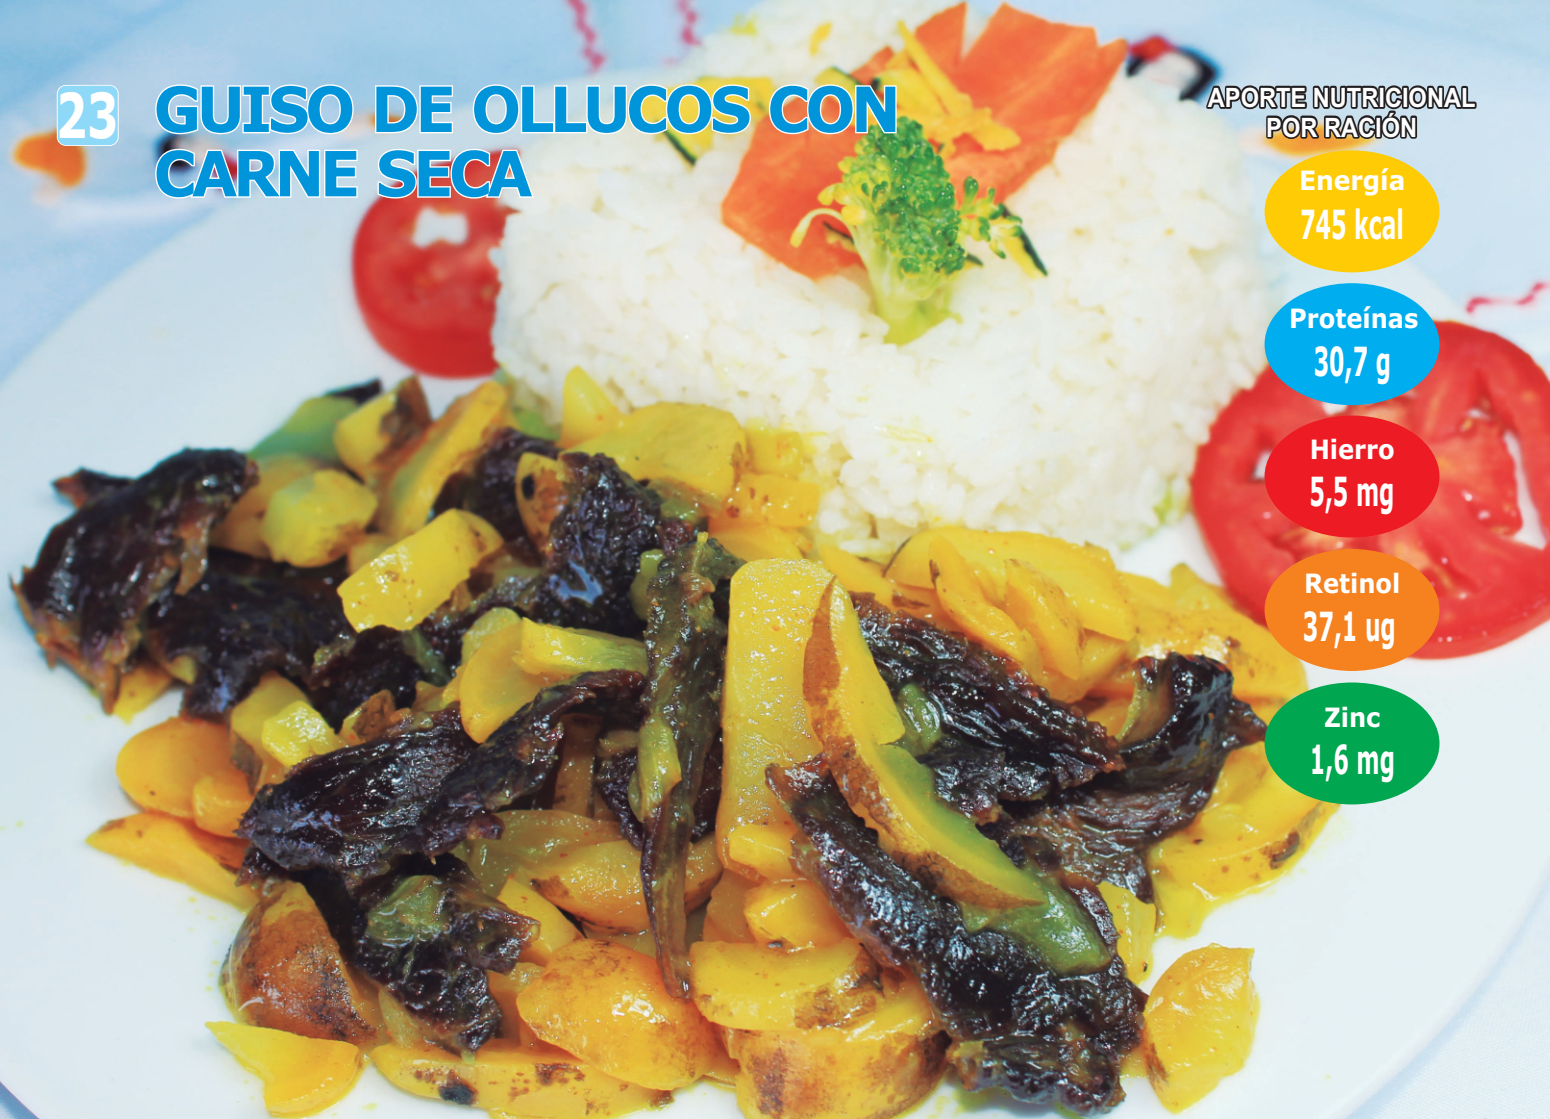 23
GUISO DE OLLUCOS CON
CARNE SECA
APORTE NUTRICIONAL
POR RACIÓN
Energía
745 kcal
Proteínas
30,7 g
Hierro
5,5 mg
Retinol
37,1 ug
Zinc
1,6 mg